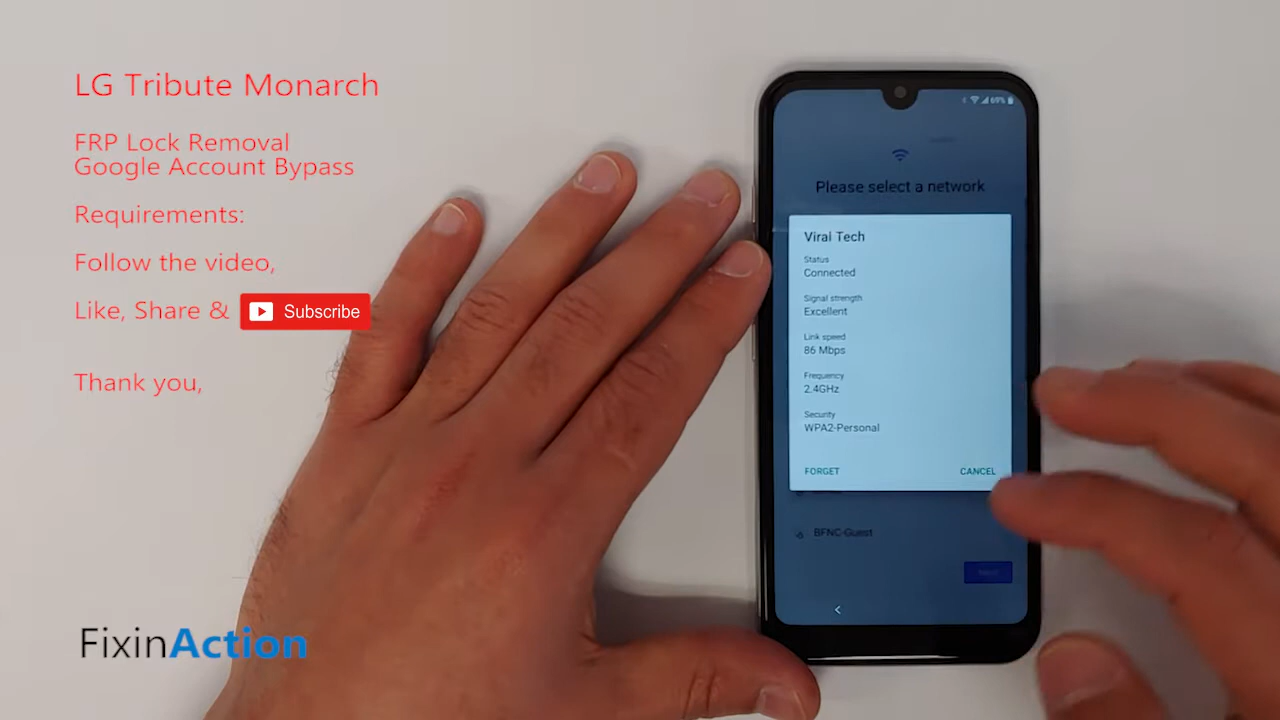 LG Tribute Monarch
FRP Lock Removal
Google Account Bypass
Requirements:
Follow the video,
Like, Share & Subscribe
Thank you,
FixinAction
69%
Please select a network
Viral Tech
Status
Connected
Signal strength
Excellent
Link speed
86 Mbps
Frequency
2.4GHz
Security
WPA2-Personal
FORGET CANCEL
BFNC-Guest